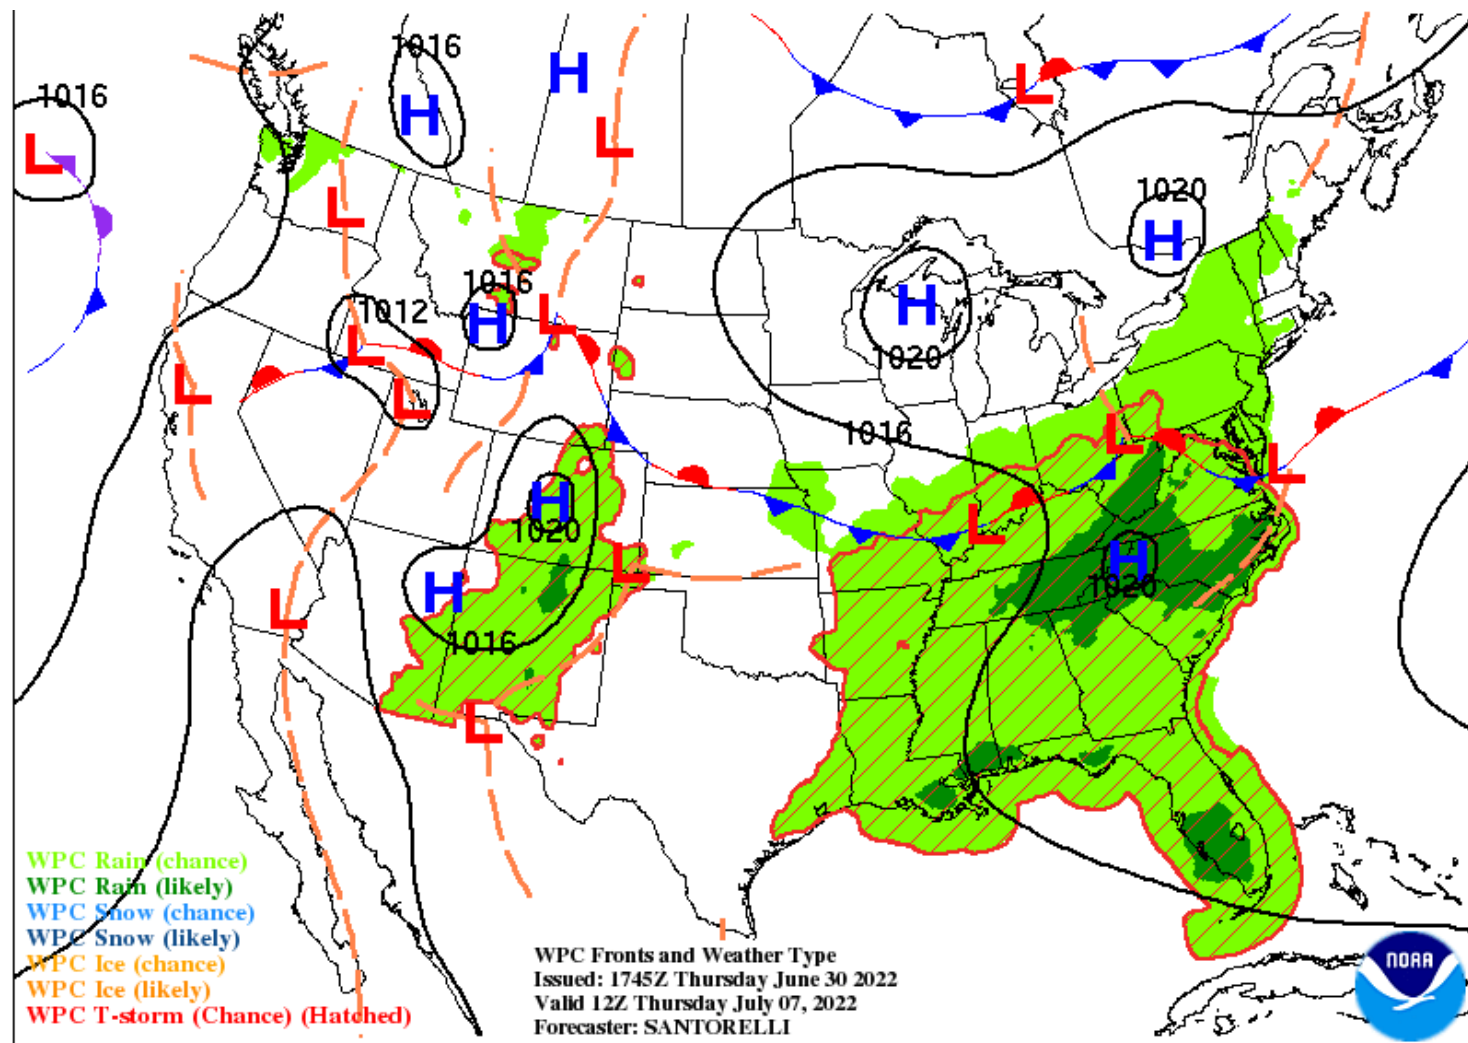 1016
H
1016
L
H
L
1016
L
L
1020
H
L
1016
H
1012
L
L
H
1020
L
L
1016
L
L
H
1020
L
H
1020
L
H
1016
L
L
WPC Rain (chance)
WPC Rain (likely)
WPC Snow (chance)
WPC Snow (likely)
WPC Ice (chance)
WPC Ice (likely)
WPC T-storm (Chance) (Hatched)
WPC Fronts and Weather Type
Issued: 1745Z Thursday June 30 2022
Valid 12Z Thursday July 07, 2022
Forecaster: SANTORELLI
NOAA